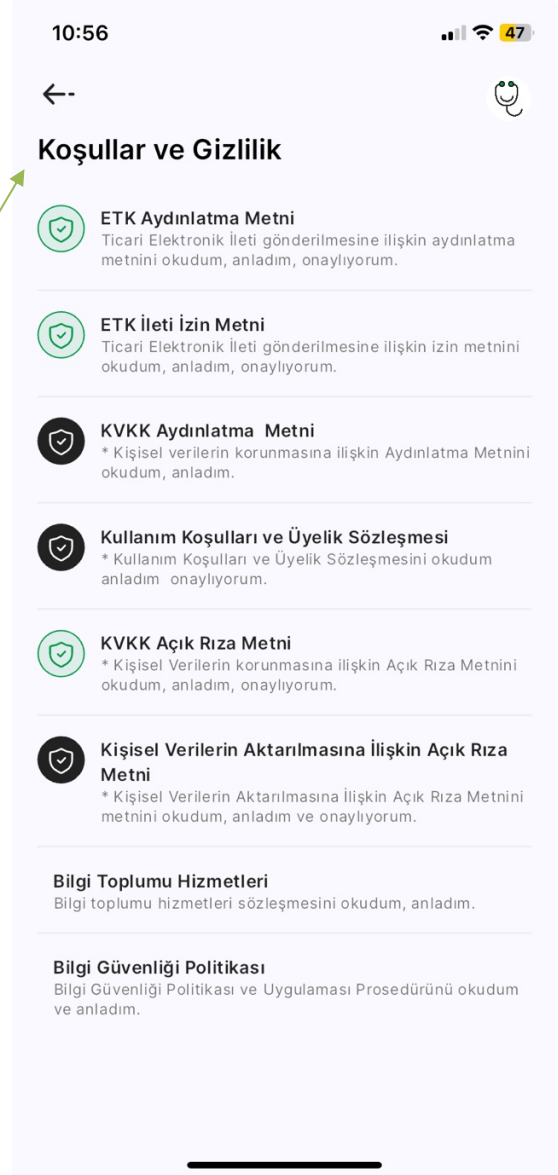 10:56
47
Koşullar ve Gizlilik
ETK Aydınlatma Metni
Ticari Elektronik İleti gönderilmesine ilişkin aydınlatma
metnini okudum, anladım, onaylıyorum.
ETK İleti İzin Metni
Ticari Elektronik İleti gönderilmesine ilişkin izin metnini
okudum, anladım, onaylıyorum.
KVKK Aydınlatma  Metni
* Kişisel verilerin korunmasına ilişkin Aydınlatma Metnini
okudum, anladım.
Kullanım Koşulları ve Üyelik Sözleşmesi
* Kullanım Koşulları ve Üyelik Sözleşmesini okudum
anladım  onaylıyorum.
KVKK Açık Rıza Metni
* Kişisel Verilerin korunmasına ilişkin Açık Rıza Metnini
okudum, anladım, onaylıyorum.
Kişisel Verilerin Aktarılmasına İlişkin Açık Rıza
Metni
* Kişisel Verilerin Aktarılmasına İlişkin Açık Rıza Metnini
metnini okudum, anladım ve onaylıyorum.
Bilgi Toplumu Hizmetleri
Bilgi toplumu hizmetleri sözleşmesini okudum, anladım.
Bilgi Güvenliği Politikası
Bilgi Güvenliği Politikası ve Uygulaması Prosedürünü okudum
ve anladım.